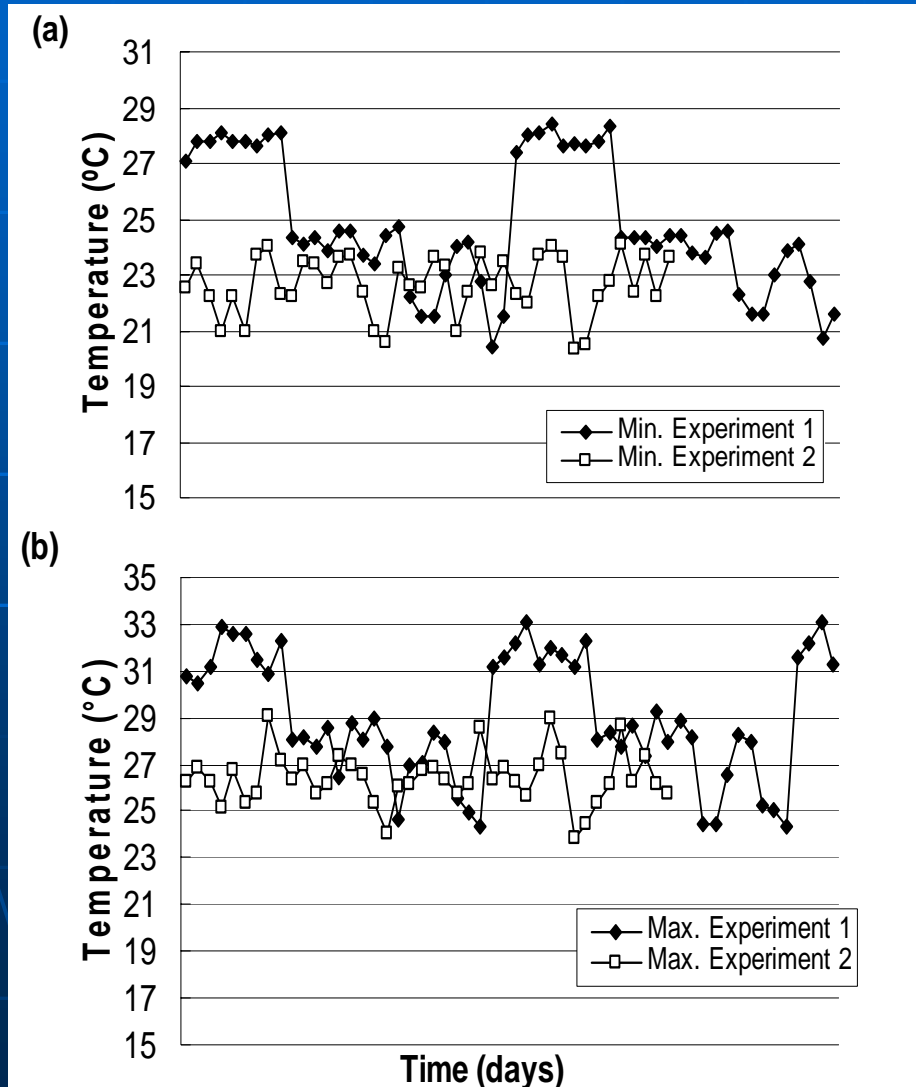 (a)
Temperature (ºC)
31
29
27
25
23
21
19
17
15
Min. Experiment 1
Min. Experiment 2
(b)
Temperature (°C)
35
33
31
29
27
25
23
21
19
17
15
Max. Experiment 1
Max. Experiment 2
Time (days)